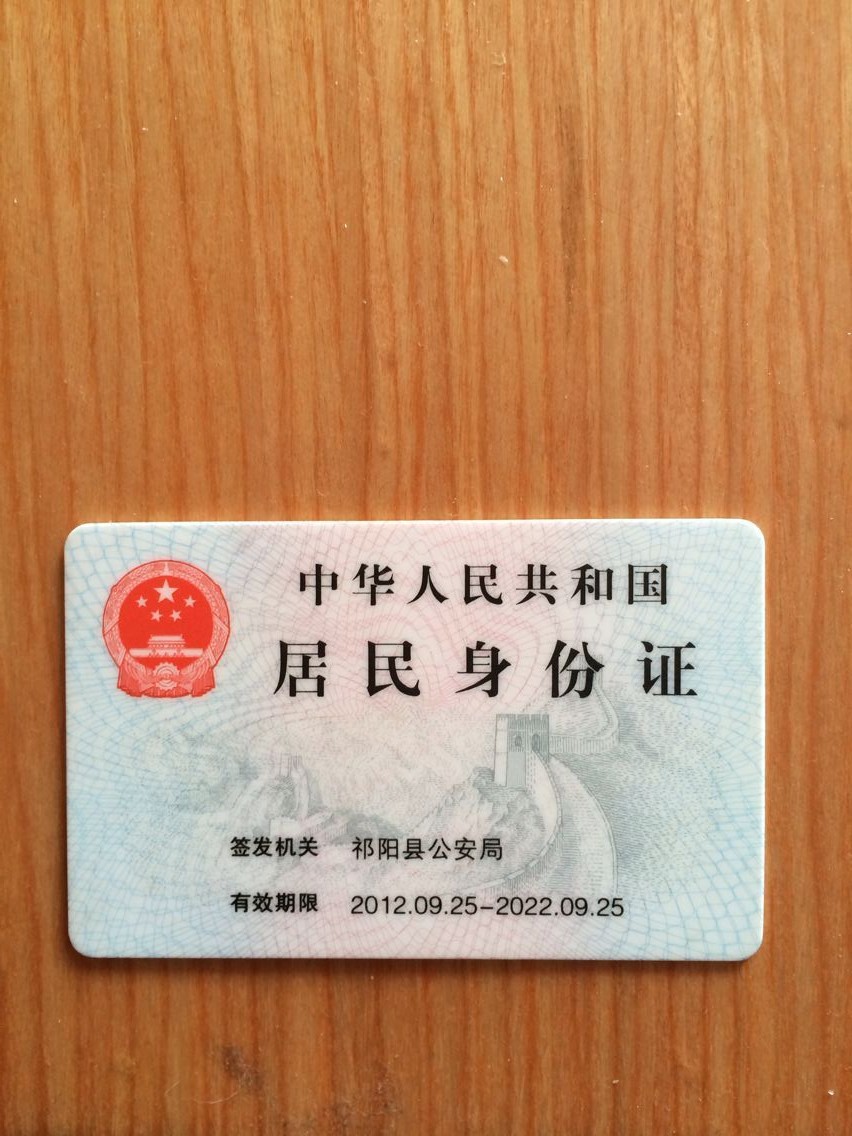 中华人民共和国
居民身份证
签发机关 祁阳县公安局
有效期限 2012.09.25-2022.09.25